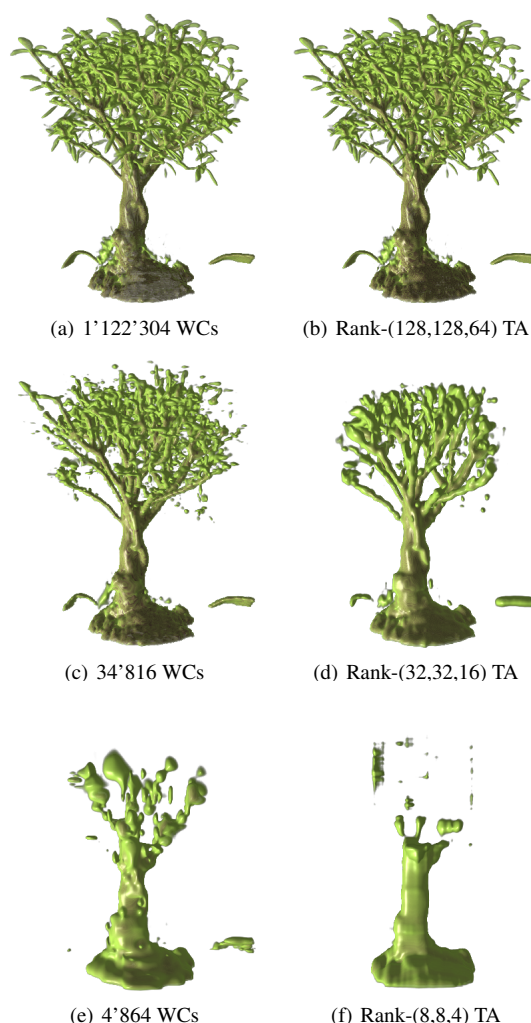 (a) 1'122'304 WCs
(b) Rank-(128,128,64) TA
(c) 34'816 WCs
(d) Rank-(32,32,16) TA
(e) 4'864 WCs
(f) Rank-(8,8,4) TA